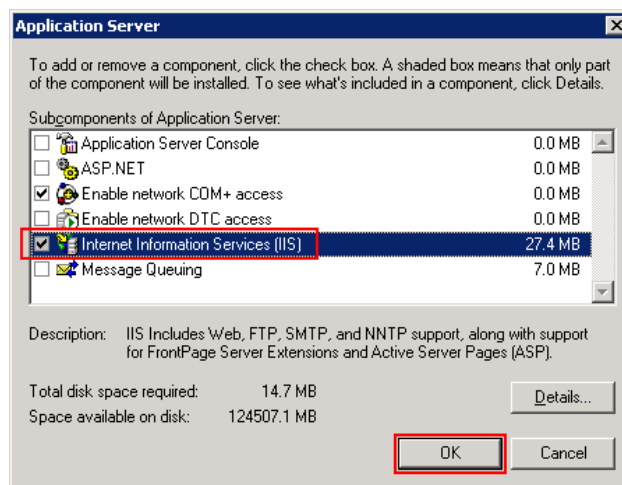 Application Server
To add or remove a component, click the check box. A shaded box means that only part
of the component will be installed. To see what's included in a component, click Details.
Subcomponents of Application Server:
Application Server Console 0.0 MB
ASP.NET 0.0 MB
Enable network COM+ access 0.0 MB
Enable network DTC access 0.0 MB
Internet Information Services (IIS) 27.4 MB
Message Queuing 7.0 MB
Description: IIS Includes Web, FTP, SMTP, and NNTP support, along with support
for FrontPage Server Extensions and Active Server Pages (ASP).
Total disk space required: 14.7 MB
Details...
Space available on disk: 124507.1 MB
OK Cancel